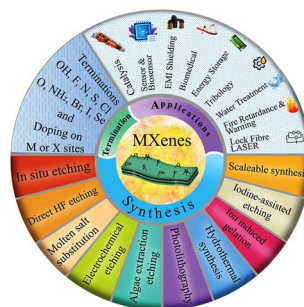 Terminations
OH, F, N, S, Cl
O, NH₂, Br, I, Se
and
Doping on
M or X sites
Catalysis
Sensor &
Biosensor
EMI Shielding
Biomedical
Energy Storage
Tribology
Water Treatment
Fire Retardance &
Warning
Lock Fibre
LASER
Termination
Applications
MXenes
Synthesis
In situ etching
Direct HF etching
Molten salt
substitution
Electrochemical
etching
Algae extraction
etching
Photolithography
Hydrothermal
synthesis
Ion induced
gelation
Iodine-assisted
etching
Scaleable synthesis